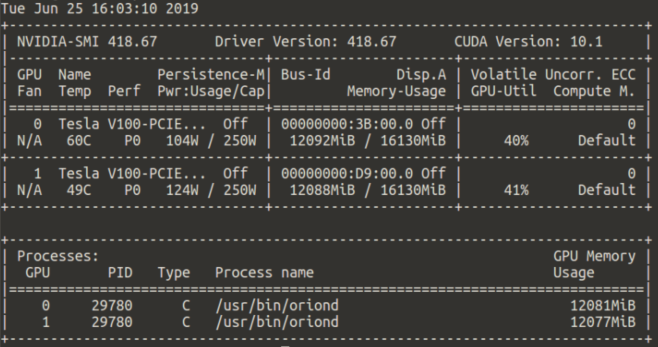 Tue Jun 25 16:03:10 2019
+-----------------------------------------------------------------------------+
| NVIDIA-SMI 418.67       Driver Version: 418.67       CUDA Version: 10.1     |
|-------------------------------+----------------------+----------------------+
| GPU  Name        Persistence-M| Bus-Id        Disp.A | Volatile Uncorr. ECC |
| Fan  Temp  Perf  Pwr:Usage/Cap|         Memory-Usage | GPU-Util  Compute M. |
|===============================+======================+======================|
|   0  Tesla V100-PCIE...  Off  | 00000000:3B:00.0 Off |                    0 |
| N/A   60C    P0   104W / 250W |  12092MiB / 16130MiB |     40%      Default |
+-------------------------------+----------------------+----------------------+
|   1  Tesla V100-PCIE...  Off  | 00000000:D9:00.0 Off |                    0 |
| N/A   49C    P0   124W / 250W |  12088MiB / 16130MiB |     41%      Default |
+-------------------------------+----------------------+----------------------+
+-----------------------------------------------------------------------------+
| Processes:                                                       GPU Memory |
|  GPU       PID   Type   Process name                             Usage      |
|=============================================================================|
|    0     29780      C   /usr/bin/oriond                            12081MiB |
|    1     29780      C   /usr/bin/oriond                            12077MiB |
+-----------------------------------------------------------------------------+